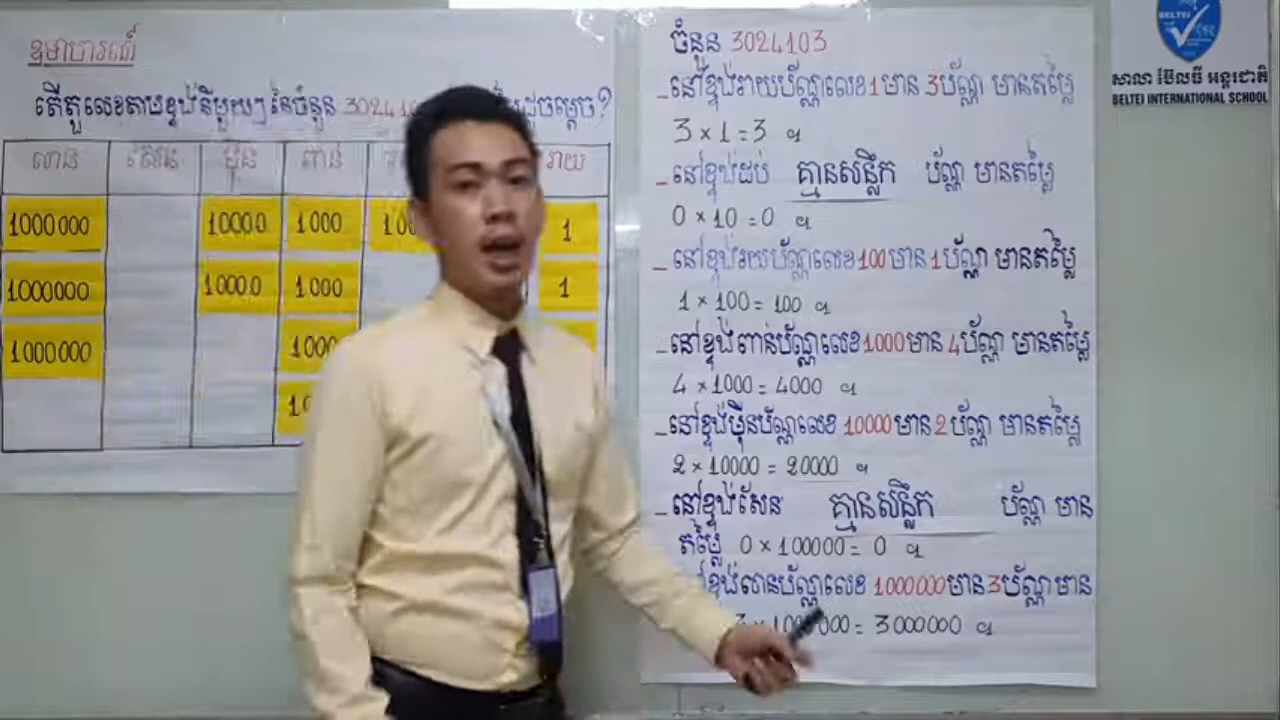 ឧទាហរណ៍
តើតួលេខតាមខ្ទង់នីមួយៗនៃចំនួន 302410 ដូចម្តេច?
លាន សែន ម៉ឺន ពាន់ រាយ
1000000 10000 1000 1
1000000 10000 1000 1
1000000
ចំនួន 3024103
_នៅខ្ទង់រាយប័ណ្ណលេខ 1 មាន 3 ប័ណ្ណ មានតម្លៃ
3 × 1 = 3 ។
_នៅខ្ទង់ដប់ គ្មានសន្លឹក ប័ណ្ណ មានតម្លៃ
0 × 10 = 0 ។
_នៅខ្ទង់រយប័ណ្ណលេខ 100 មាន 1 ប័ណ្ណ មានតម្លៃ
1 × 100 = 100 ។
_នៅខ្ទង់ពាន់ប័ណ្ណលេខ 1000 មាន 4 ប័ណ្ណ មានតម្លៃ
4 × 1000 = 4000 ។
_នៅខ្ទង់ម៉ឺនប័ណ្ណលេខ 10000 មាន 2 ប័ណ្ណ មានតម្លៃ
2 × 10000 = 20000 ។
_នៅខ្ទង់សែន គ្មានសន្លឹក ប័ណ្ណ មាន
តម្លៃ 0 × 100000 = 0 ។
ខ្ទង់លានប័ណ្ណលេខ 1000000 មាន 3 ប័ណ្ណ មាន
= 3000000 ។
BELTEI
សាលា ប៊ែលធី អន្តរជាតិ
BELTEI INTERNATIONAL SCHOOL